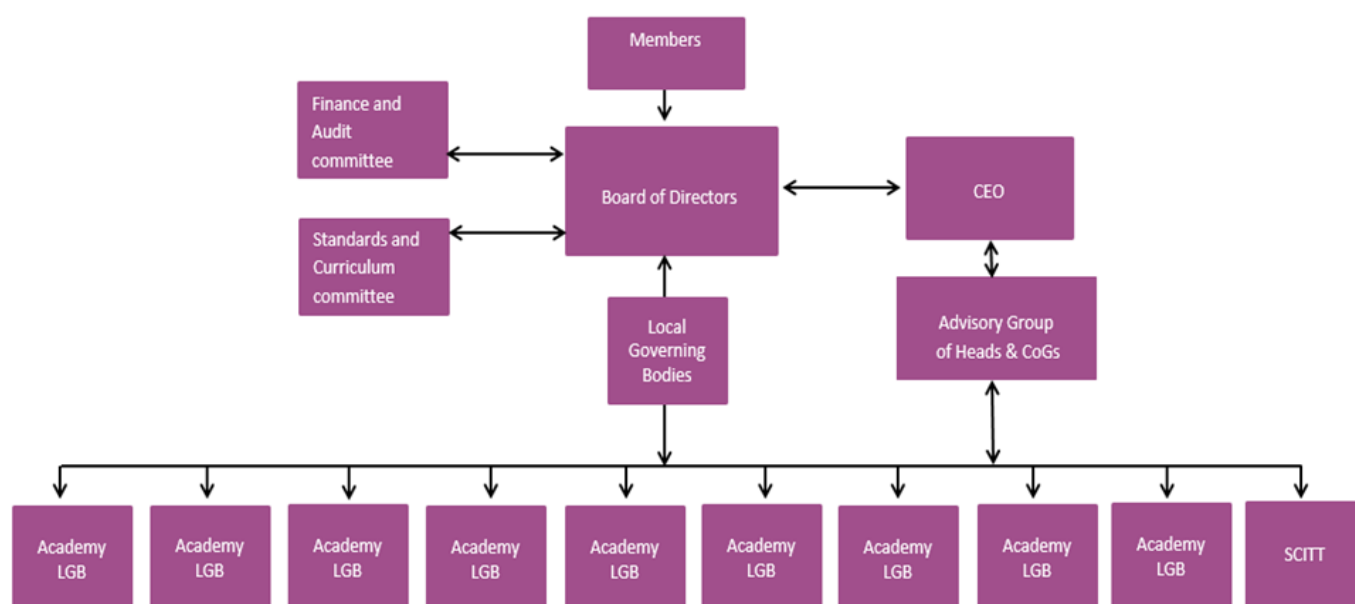 Members
Finance and
Audit
committee
Board of Directors
CEO
Standards and
Curriculum
committee
Local
Governing
Bodies
Advisory Group
of Heads & CoGs
Academy
LGB
Academy
LGB
Academy
LGB
Academy
LGB
Academy
LGB
Academy
LGB
Academy
LGB
Academy
LGB
Academy
LGB
SCITT